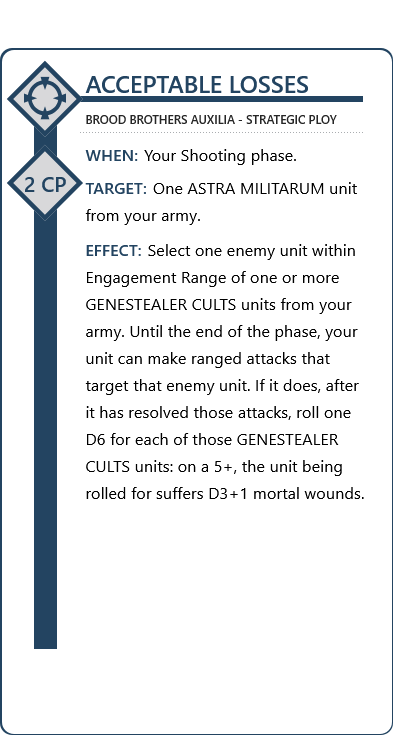 ACCEPTABLE LOSSES
BROOD BROTHERS AUXILIA - STRATEGIC PLOY
2 CP
WHEN: Your Shooting phase.
TARGET: One ASTRA MILITARUM unit
from your army.
EFFECT: Select one enemy unit within
Engagement Range of one or more
GENESTEALER CULTS units from your
army. Until the end of the phase, your
unit can make ranged attacks that
target that enemy unit. If it does, after
it has resolved those attacks, roll one
D6 for each of those GENESTEALER
CULTS units: on a 5+, the unit being
rolled for suffers D3+1 mortal wounds.